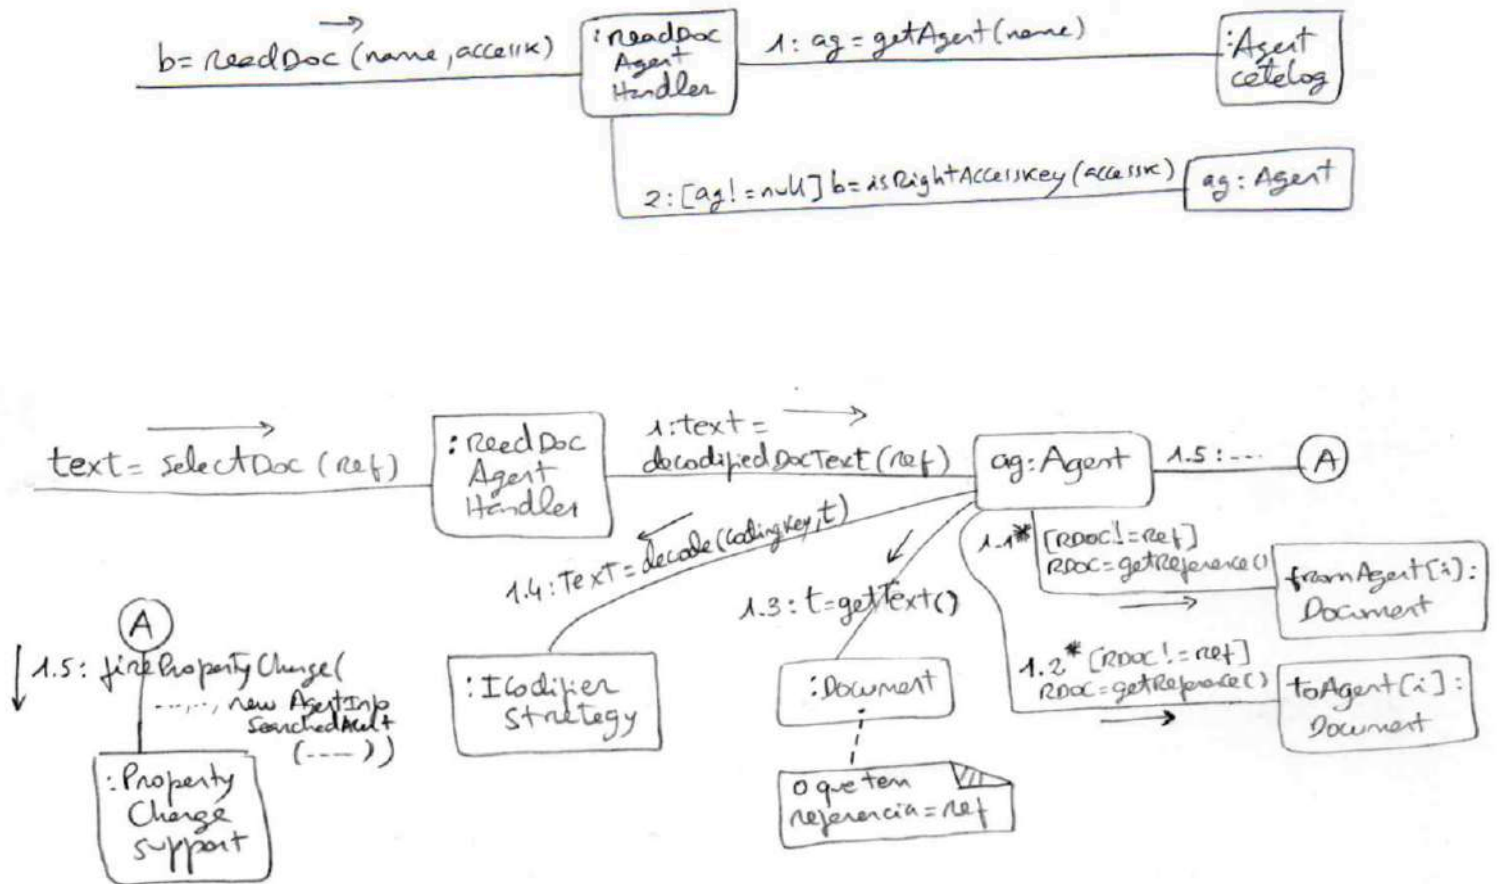 b= ReadDoc (name, accessk)
:ReadDoc
Agent
Handler
1: ag = getAgent(name)
:Agent
catalog
2: [ag! = null] b= isRightAccessKey (accessk)
ag: Agent
text= SelectDoc (ref)
:ReadDoc
Agent
Handler
1: text =
decodifiedDocText (ref)
ag: Agent
1.5 : ....
A
1.4: Text = decode (codingKey, t)
1.3 : t=getText()
1.1* [RDOC! = Ref]
RDOC= getReference()
fromAgent[i]:
Document
1.2* [RDOC! = ref]
RDOC=getReference()
toAgent[i]:
Document
A
1.5: firePropertyChange(
...., .., new AgentInp
SearchedAcult
(.....))
:Property
Change
Support
:ICodifier
Strategy
:Document
O que tem
referencia = ref